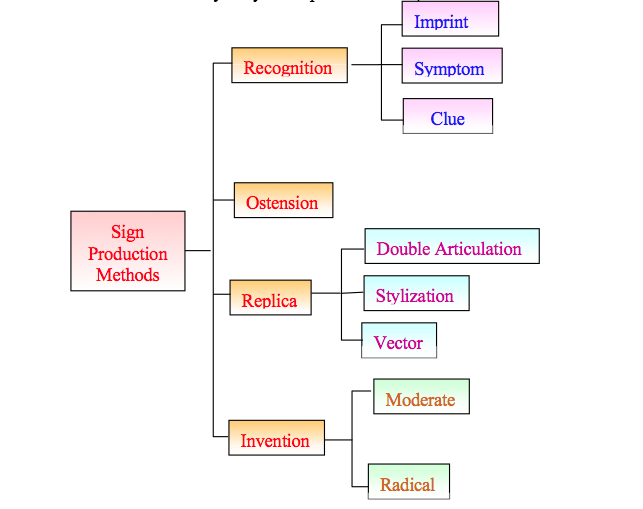 Imprint
Recognition
Symptom
Clue
Ostension
Sign
Production
Methods
Double Articulation
Replica
Stylization
Vector
Moderate
Invention
Radical